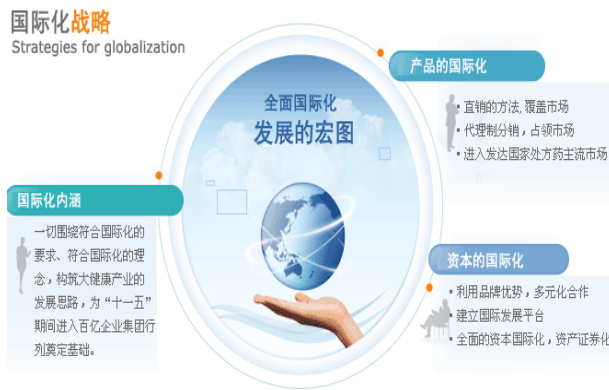 国际化战略
Strategies for globalization
全面国际化
发展的宏图
产品的国际化
直销的方法,覆盖市场
代理制分销，占领市场
进入发达国家处方药主流市场
国际化内涵
一切围绕符合国际化的
要求、符合国际化的理
念，构筑大健康产业的
发展思路，为“十一五”
期间进入百亿企业集团行
列奠定基础。
资本的国际化
利用品牌优势，多元化合作
建立国际发展平台
全面的资本国际化，资产证券化